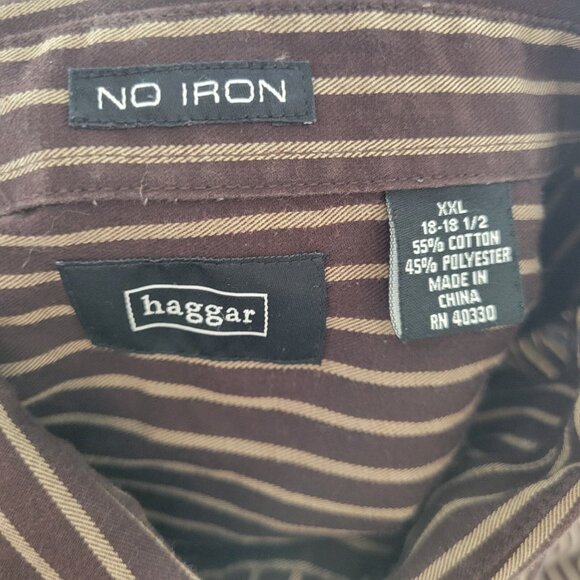 NO IRON
haggar
XXL
18-18 1/2
55% COTTON
45% POLYESTER
MADE IN
CHINA
RN 40330